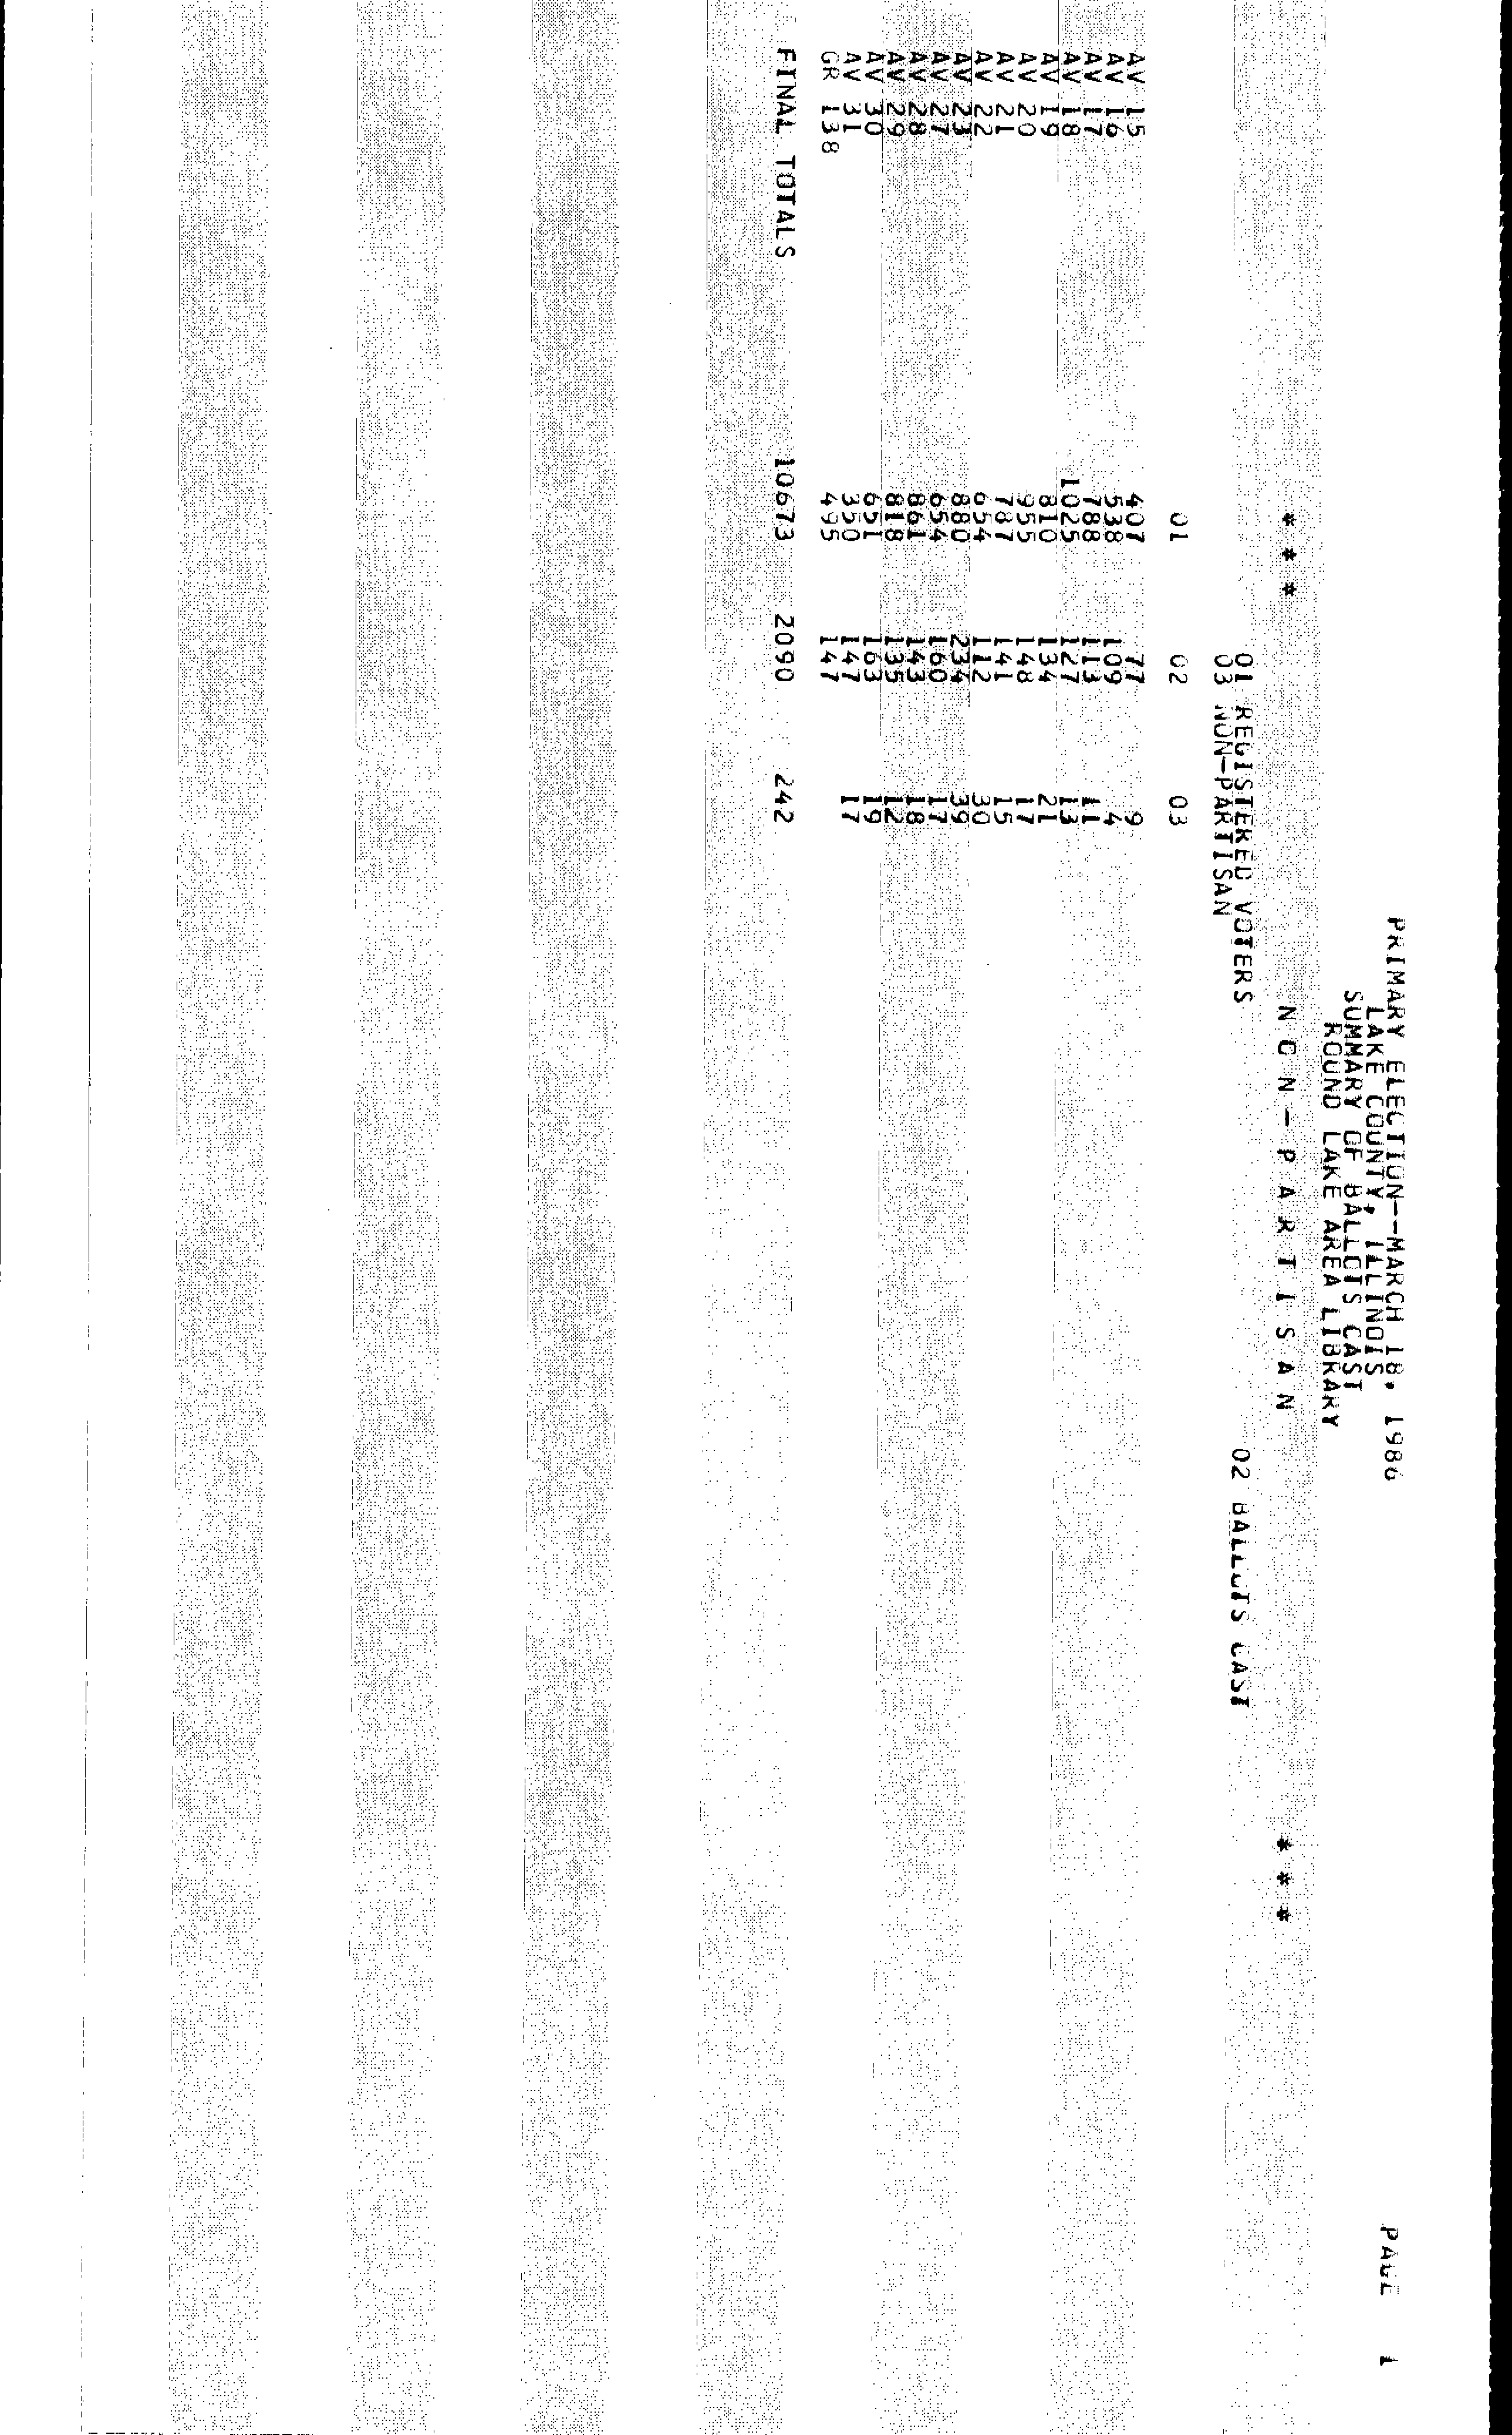 PRIMARY ELECTION--MARCH 18, 1986 PAGE 1
LAKE COUNTY, ILLINOIS
SUMMARY OF BALLOTS CAST
ROUND LAKE AREA LIBRARY
* * * N O N - P A R T I S A N * * *
01 REGISTERED VOTERS 02 BALLOTS CAST
03 NON-PARTISAN
01 02 03
AV 15 407 77 9
AV 16 538 109 4
AV 17 788 113 11
AV 18 1025 127 13
AV 19 810 134 21
AV 20 955 148 17
AV 21 787 141 15
AV 22 654 112 30
AV 23 880 234 39
AV 27 654 160 17
AV 28 861 143 18
AV 29 818 135 12
AV 30 651 163 19
AV 31 350 147 17
GR 138 495 147
FINAL TOTALS 10673 2090 242